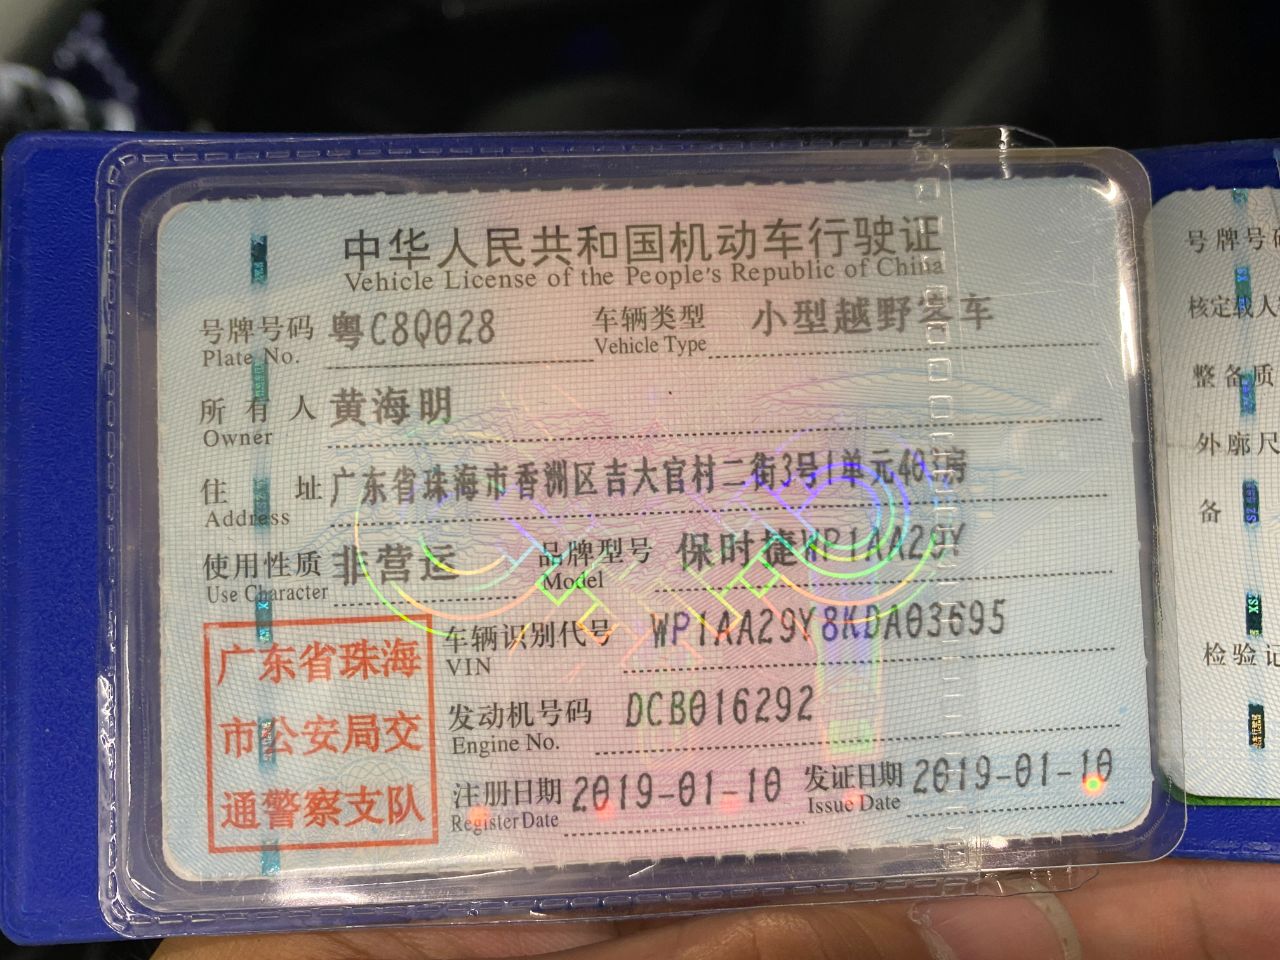 中华人民共和国机动车行驶证
Vehicle License of the People's Republic of China
号牌号码 粤C8Q028 车辆类型 小型越野客车
Plate No. Vehicle Type
所有人 黄海明
Owner
住址 广东省珠海市香洲区吉大官村二街3号1单元403房
Address
使用性质 非营运 品牌型号 保时捷WP1AA29Y
Use Character Model
车辆识别代号 WP1AA29Y8KDA03695
VIN
发动机号码 DCB016292
Engine No.
注册日期 2019-01-10 发证日期 2019-01-10
Register Date Issue Date
广东省珠海
市公安局交
通警察支队
号牌号码
核定载人
整备质
外廓尺
备
检验记